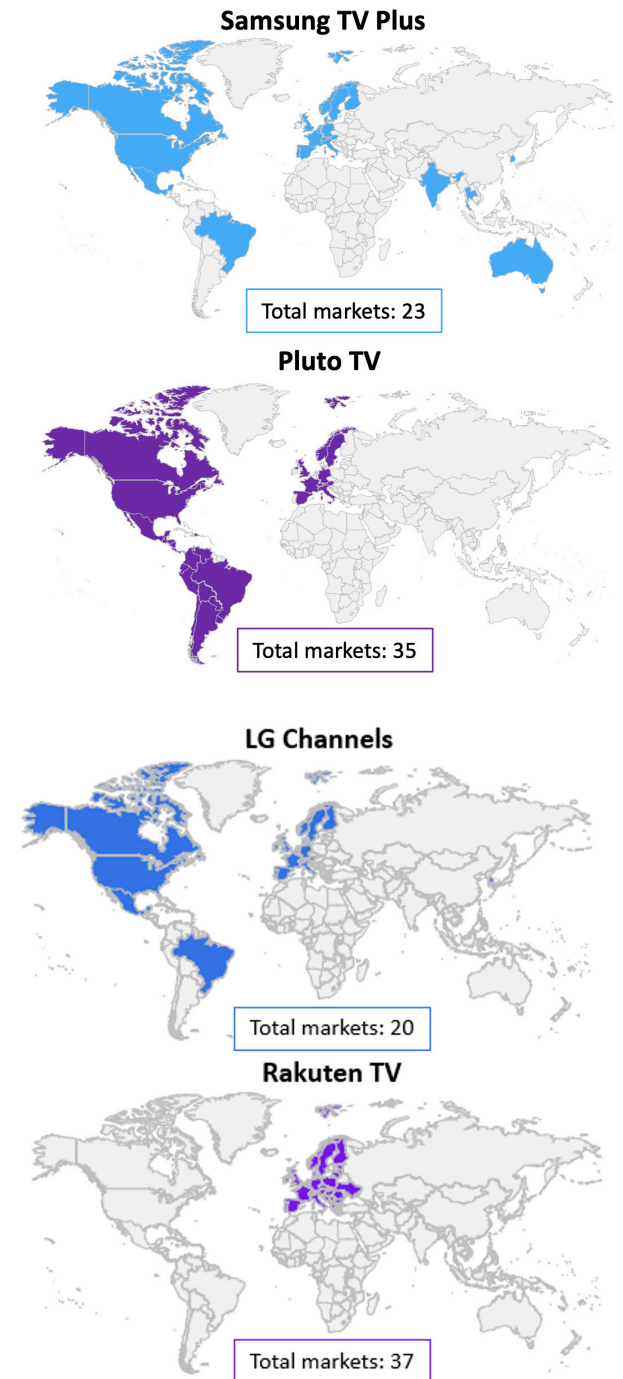 Samsung TV Plus
Total markets: 23
Pluto TV
Total markets: 35
LG Channels
Total markets: 20
Rakuten TV
Total markets: 37